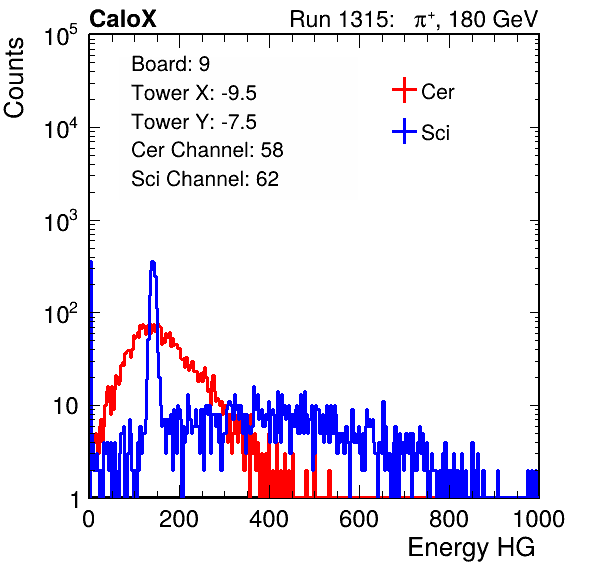 CaloX Run 1315: π⁺, 180 GeV
Counts
10⁵
10⁴
10³
10²
10
1
Board: 9
Tower X: -9.5
Tower Y: -7.5
Cer Channel: 58
Sci Channel: 62
Cer
Sci
0 200 400 600 800 1000
Energy HG